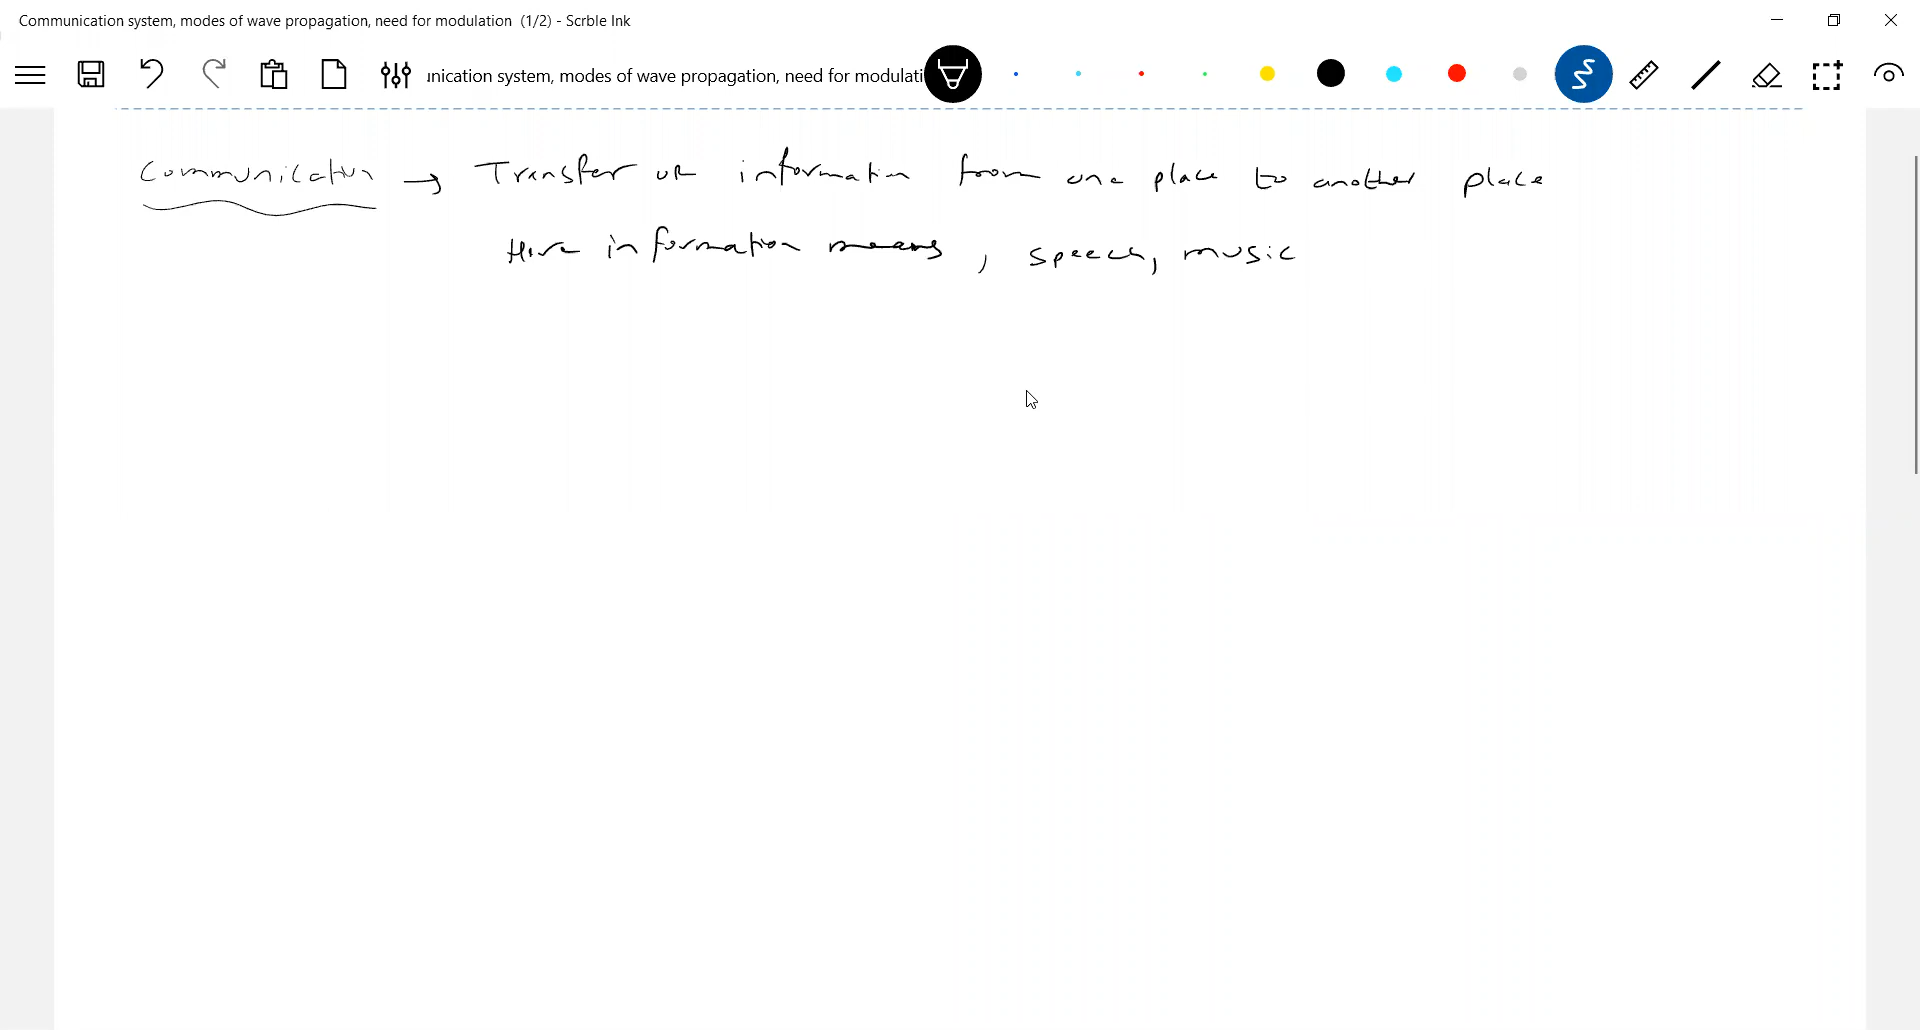 Communication system, modes of wave propagation, need for modulation (1/2) - Scrble Ink
unication system, modes of wave propagation, need for modulati
Communication → Transfer of information from one place to another place
Here information means, speech, music